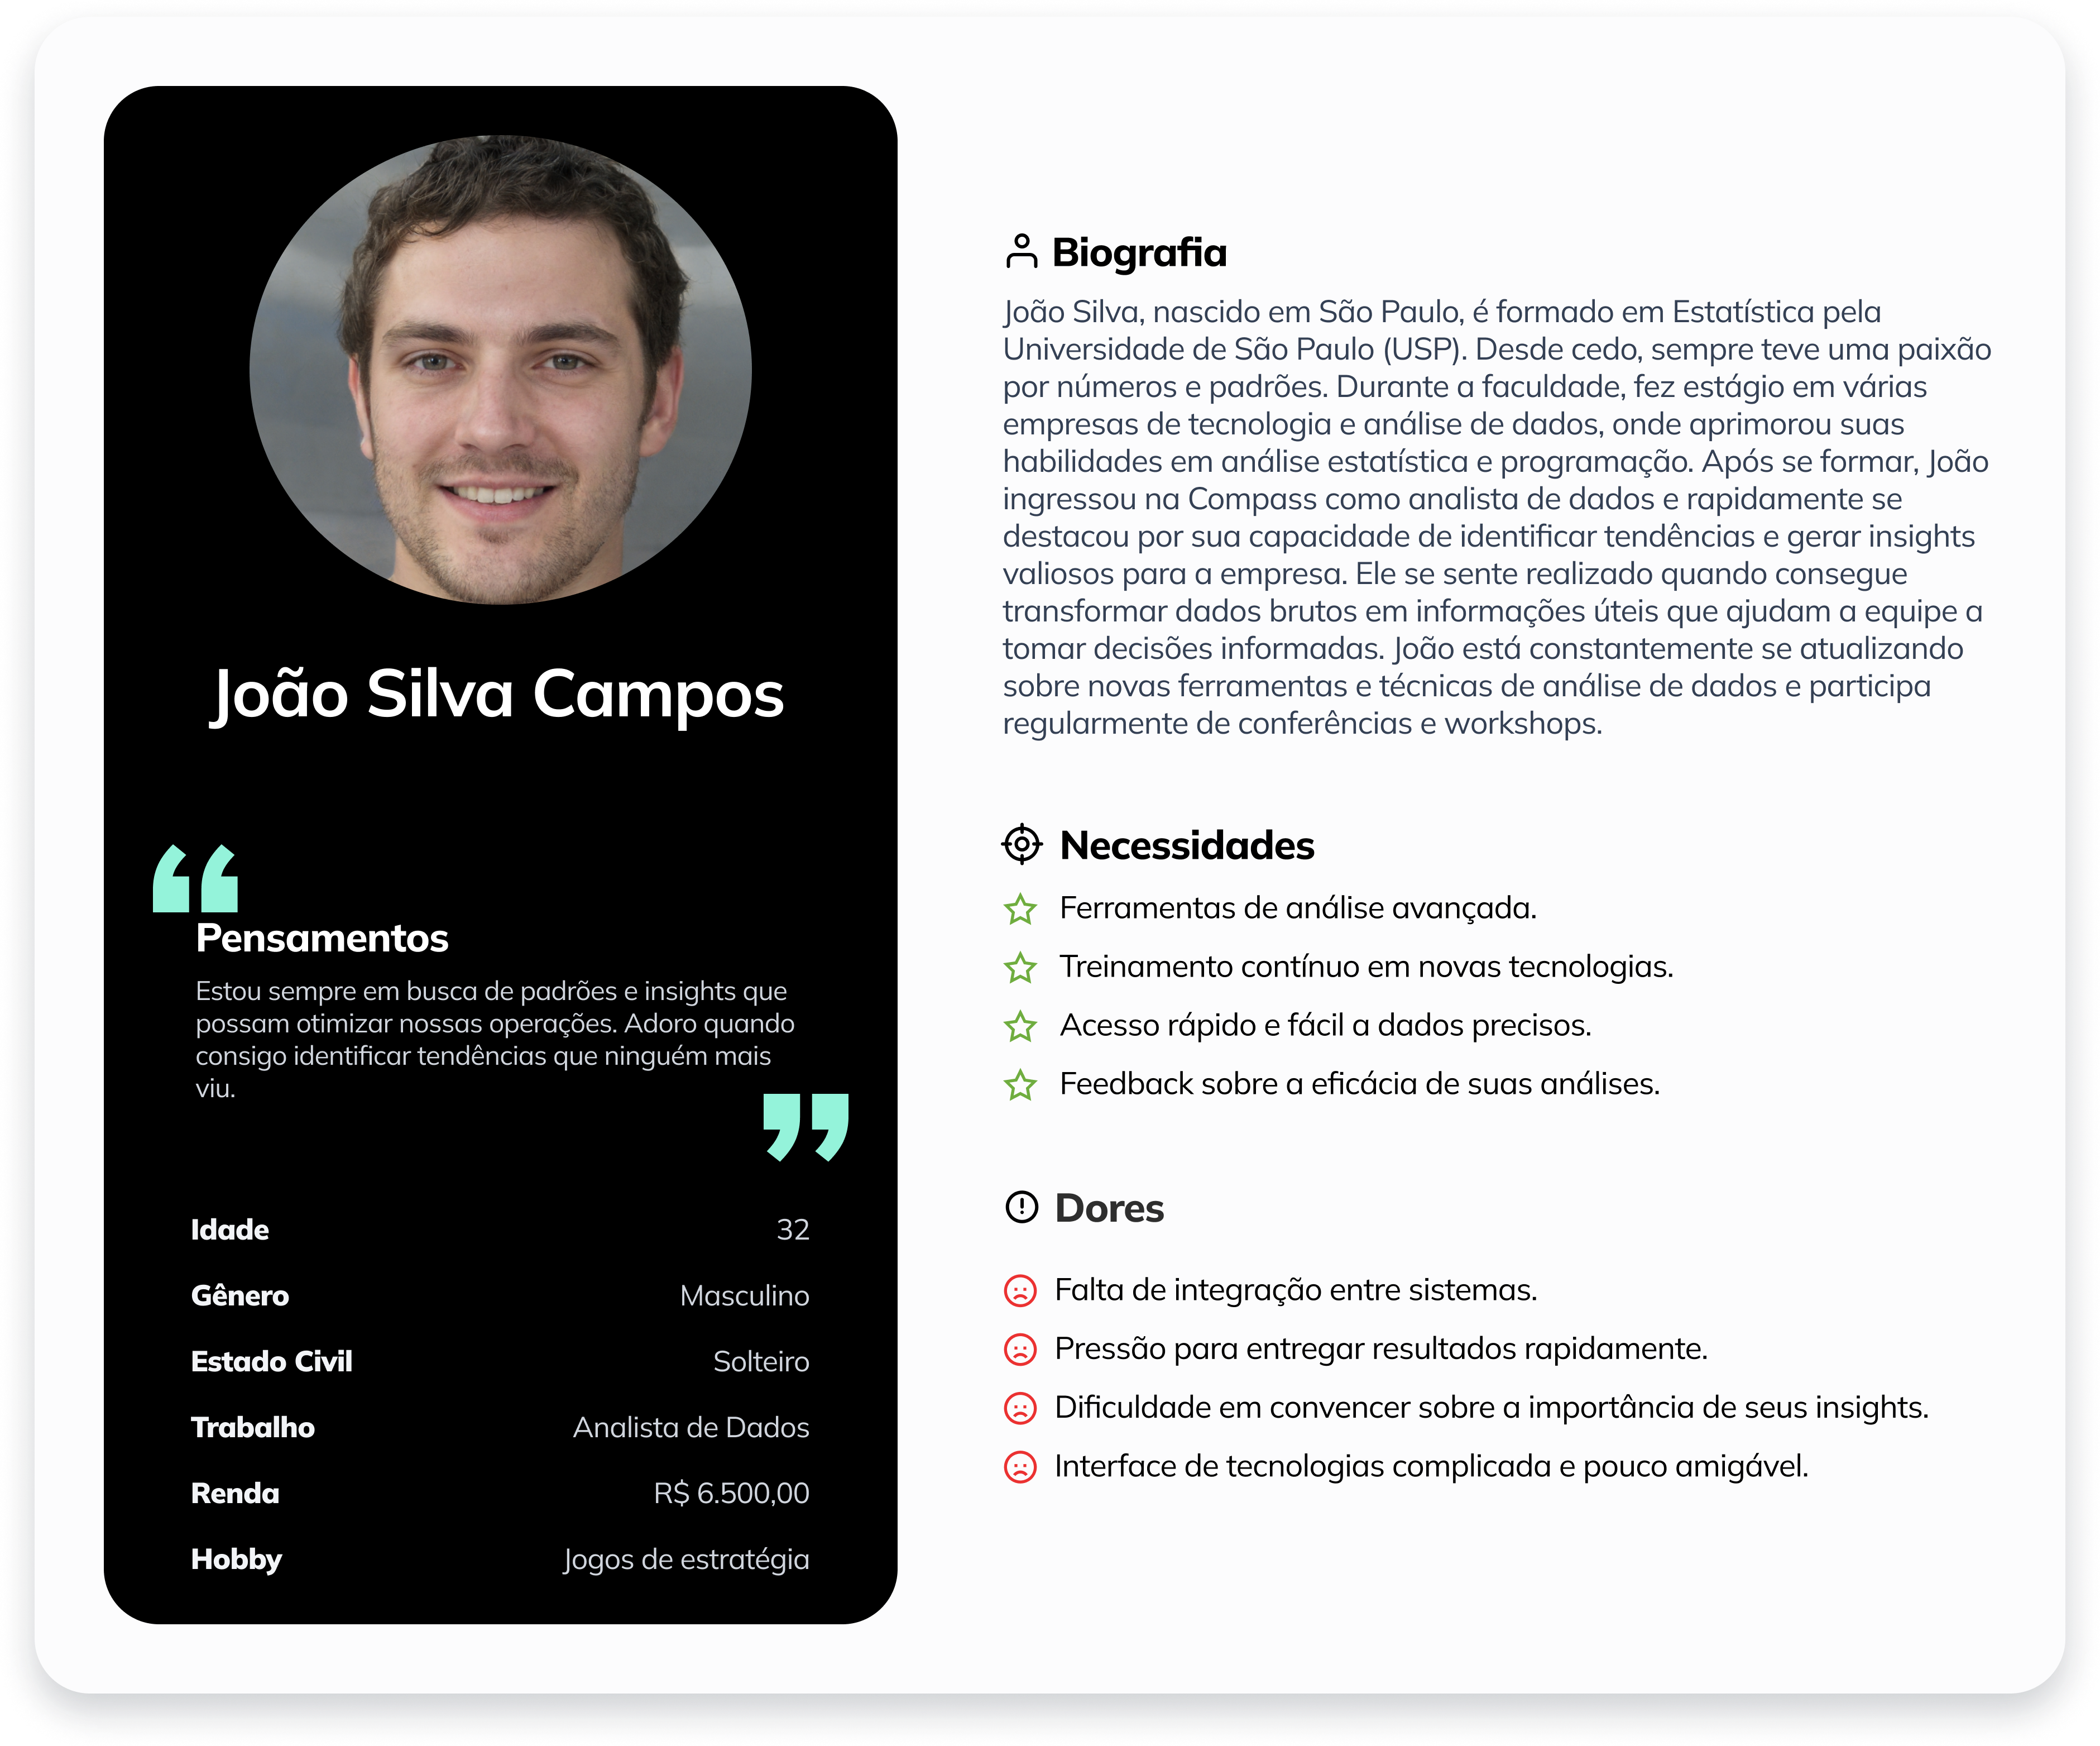 João Silva Campos
Pensamentos
Estou sempre em busca de padrões e insights que
possam otimizar nossas operações. Adoro quando
consigo identificar tendências que ninguém mais
viu.
Idade 32
Gênero Masculino
Estado Civil Solteiro
Trabalho Analista de Dados
Renda R$ 6.500,00
Hobby Jogos de estratégia
Biografia
João Silva, nascido em São Paulo, é formado em Estatística pela
Universidade de São Paulo (USP). Desde cedo, sempre teve uma paixão
por números e padrões. Durante a faculdade, fez estágio em várias
empresas de tecnologia e análise de dados, onde aprimorou suas
habilidades em análise estatística e programação. Após se formar, João
ingressou na Compass como analista de dados e rapidamente se
destacou por sua capacidade de identificar tendências e gerar insights
valiosos para a empresa. Ele se sente realizado quando consegue
transformar dados brutos em informações úteis que ajudam a equipe a
tomar decisões informadas. João está constantemente se atualizando
sobre novas ferramentas e técnicas de análise de dados e participa
regularmente de conferências e workshops.
Necessidades
Ferramentas de análise avançada.
Treinamento contínuo em novas tecnologias.
Acesso rápido e fácil a dados precisos.
Feedback sobre a eficácia de suas análises.
Dores
Falta de integração entre sistemas.
Pressão para entregar resultados rapidamente.
Dificuldade em convencer sobre a importância de seus insights.
Interface de tecnologias complicada e pouco amigável.